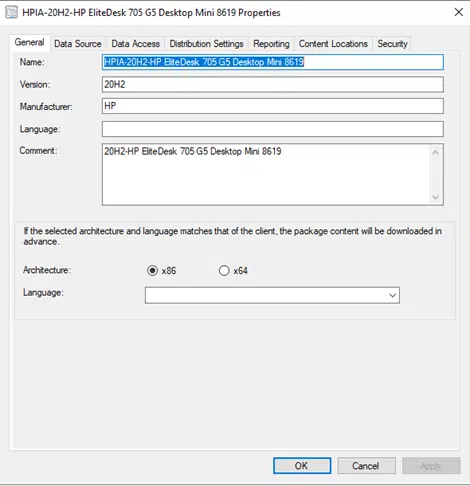 HPIA-20H2-HP EliteDesk 705 G5 Desktop Mini 8619 Properties
General Data Source Data Access Distribution Settings Reporting Content Locations Security
Name: HPIA-20H2-HP EliteDesk 705 G5 Desktop Mini 8619
Version: 20H2
Manufacturer: HP
Language:
Comment: 20H2-HP EliteDesk 705 G5 Desktop Mini 8619
If the selected architecture and language matches that of the client, the package content will be downloaded in
advance.
Architecture: x86 x64
Language:
OK Cancel Apply